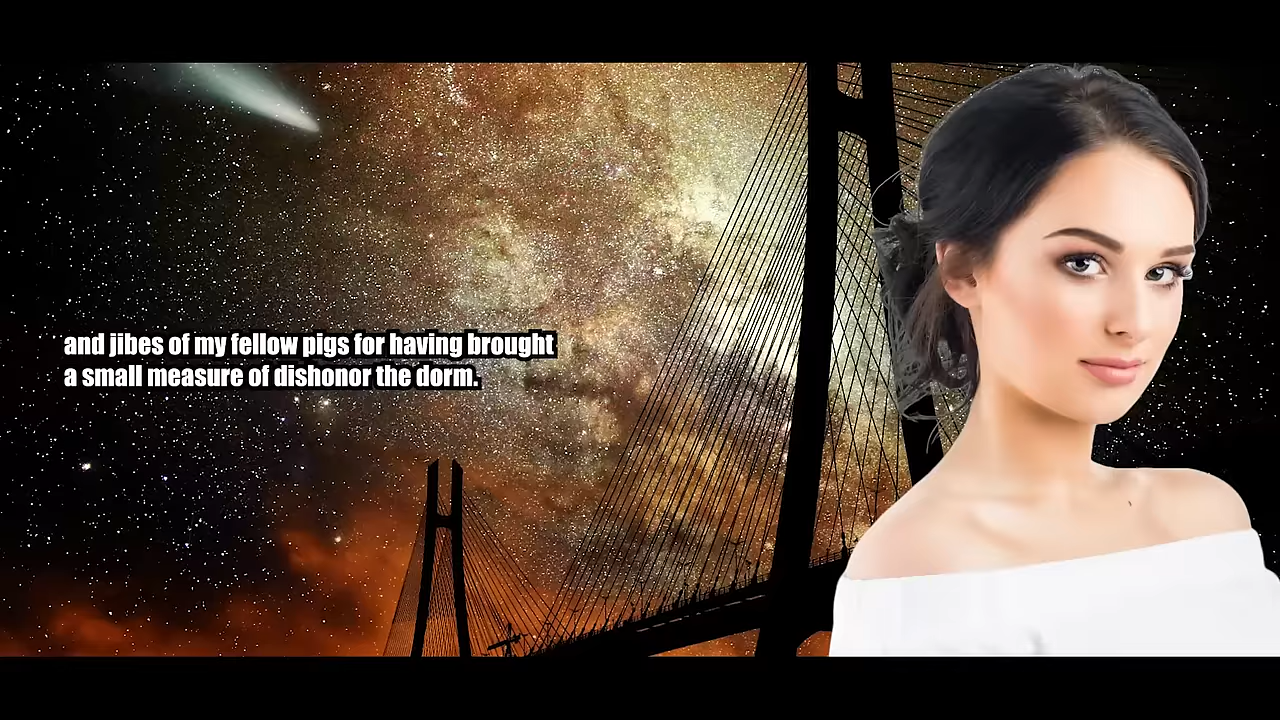 and jibes of my fellow pigs for having brought
a small measure of dishonor the dorm.